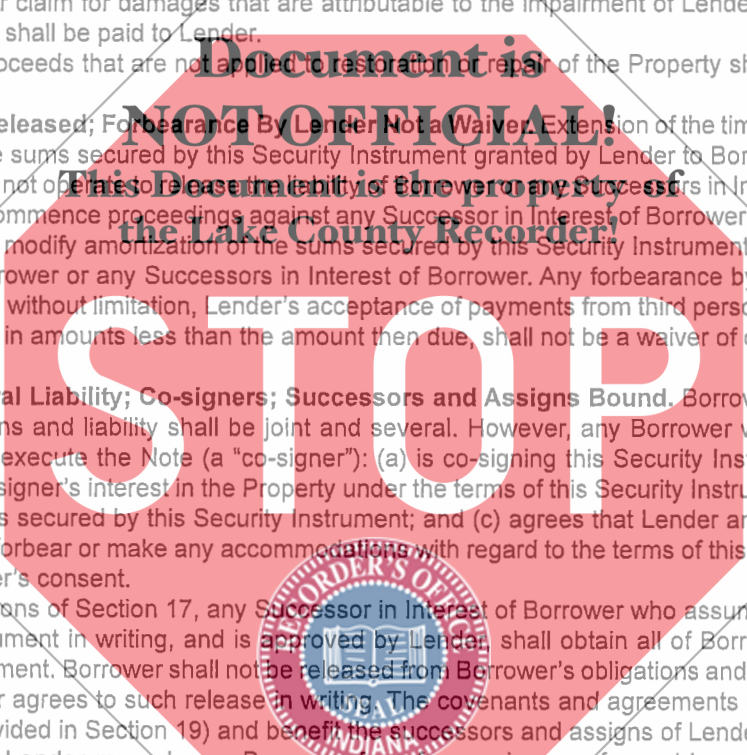 r claim for damages that are attributable to the impairment of Lende
shall be paid to Lender.
Document is
oceeds that are not applied to restoration or repair of the Property sh
NOT OFFICIAL!
eleased; Forbearance By Lender Not a Waiver. Extension of the tim
e sums secured by this Security Instrument granted by Lender to Bor
This Document is the property of
not operate to release the liability of Borrower or any Successors in In
ommence proceedings against any Successor in Interest of Borrower
the Lake County Recorder!
modify amortization of the sums secured by this Security Instrument
rower or any Successors in Interest of Borrower. Any forbearance by
without limitation, Lender's acceptance of payments from third perso
in amounts less than the amount then due, shall not be a waiver of o
STOP
al Liability; Co-signers; Successors and Assigns Bound. Borrow
ns and liability shall be joint and several. However, any Borrower w
execute the Note (a “co-signer”): (a) is co-signing this Security Ins
signer's interest in the Property under the terms of this Security Instru
s secured by this Security Instrument; and (c) agrees that Lender an
orbear or make any accommodations with regard to the terms of this
er's consent.
RECORDER'S OFFICE
ons of Section 17, any Successor in Interest of Borrower who assum
ument in writing, and is approved by Lender, shall obtain all of Borr
ment. Borrower shall not be released from Borrower's obligations and
r agrees to such release in writing. The covenants and agreements
SEAL
vided in Section 19) and benefit the successors and assigns of Lend
INDIANA